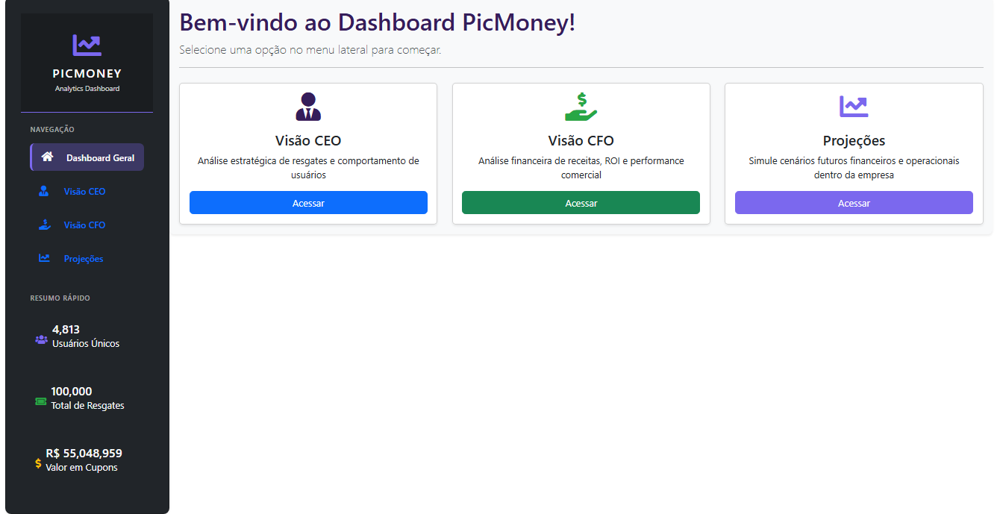 PICMONEY
Analytics Dashboard
NAVEGAÇÃO
Dashboard Geral
Visão CEO
Visão CFO
Projeções
RESUMO RÁPIDO
4,813
Usuários Únicos
100,000
Total de Resgates
R$ 55,048,959
Valor em Cupons
Bem-vindo ao Dashboard PicMoney!
Selecione uma opção no menu lateral para começar.
Visão CEO
Análise estratégica de resgates e comportamento de
usuários
Acessar
Visão CFO
Análise financeira de receitas, ROI e performance
comercial
Acessar
Projeções
Simule cenários futuros financeiros e operacionais
dentro da empresa
Acessar